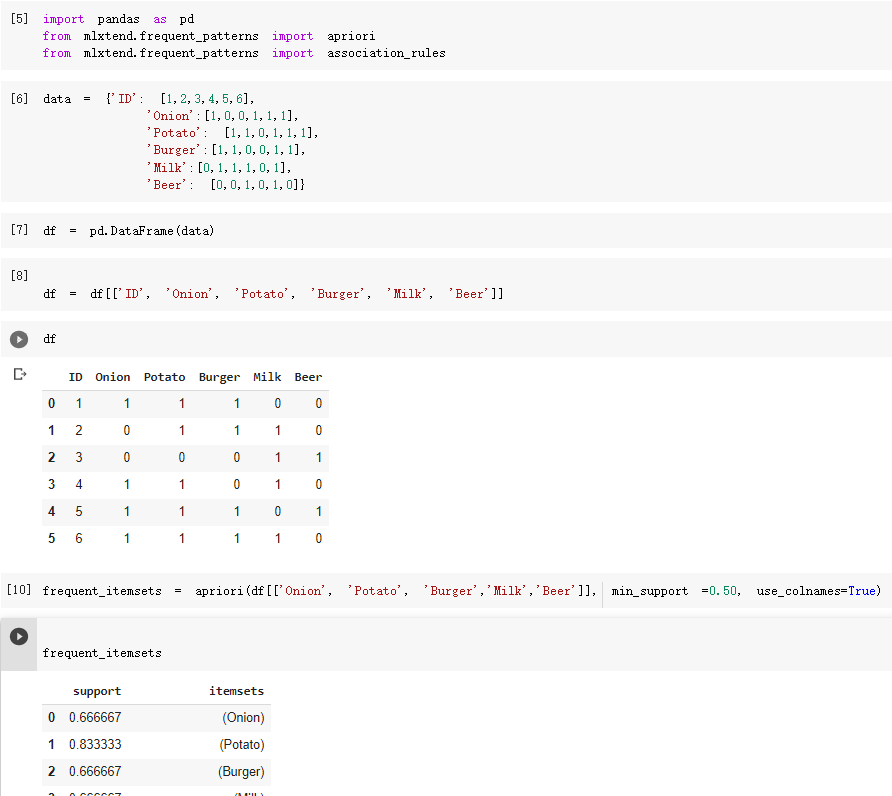 [5] import pandas as pd
from mlxtend.frequent_patterns import apriori
from mlxtend.frequent_patterns import association_rules
[6] data = {'ID': [1,2,3,4,5,6],
'Onion':[1,0,0,1,1,1],
'Potato': [1,1,0,1,1,1],
'Burger':[1,1,0,0,1,1],
'Milk':[0,1,1,1,0,1],
'Beer': [0,0,1,0,1,0]}
[7] df = pd.DataFrame(data)
[8]
df = df[['ID', 'Onion', 'Potato', 'Burger', 'Milk', 'Beer']]
df
ID Onion Potato Burger Milk Beer
0 1 1 1 1 0 0
1 2 0 1 1 1 0
2 3 0 0 0 1 1
3 4 1 1 0 1 0
4 5 1 1 1 0 1
5 6 1 1 1 1 0
[10] frequent_itemsets = apriori(df[['Onion', 'Potato', 'Burger','Milk','Beer']], min_support =0.50, use_colnames=True)
frequent_itemsets
support itemsets
0 0.666667 (Onion)
1 0.833333 (Potato)
2 0.666667 (Burger)
3 0.666667 (Milk)